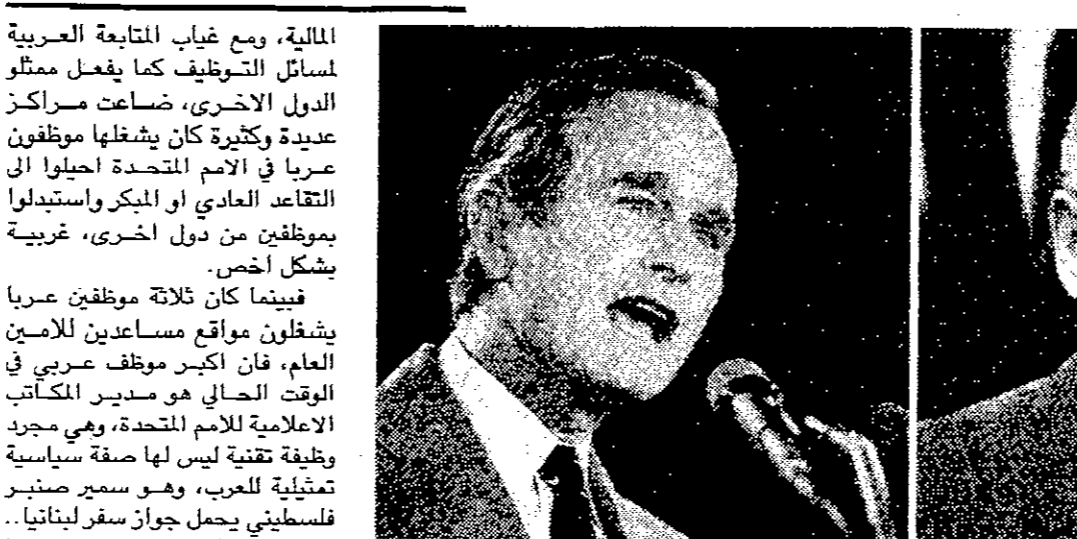 المالية، ومع غياب المتابعة العربية
لمسائل التوظيف كما يفعل ممثلو
الدول الاخرى، ضاعت مراكز
عديدة وكثيرة كان يشغلها موظفون
عربا في الامم المتحدة احيلوا الى
التقاعد العادي او المبكر واستبدلوا
بموظفين من دول اخرى، غربية
بشكل اخص.
فبينما كان ثلاثة موظفين عربا
يشغلون مواقع مساعدين للامين
العام، فان اكبر موظف عربي في
الوقت الحالي هو مدير المكاتب
الاعلامية للامم المتحدة، وهي مجرد
وظيفة تقنية ليس لها صفة سياسية
تمثيلية للعرب، وهو سمير صنبر
فلسطيني يحمل جواز سفر لبنانيا..